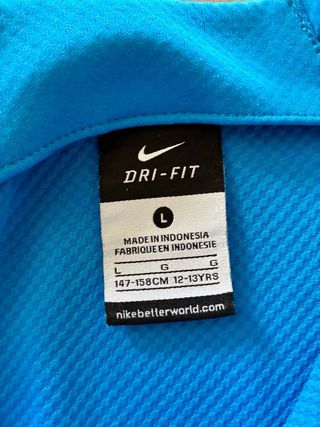 DRI-FIT
L
MADE IN INDONESIA
FABRIQUE EN INDONESIE
L G G
147-158CM 12-13YRS
nikebetterworld.com